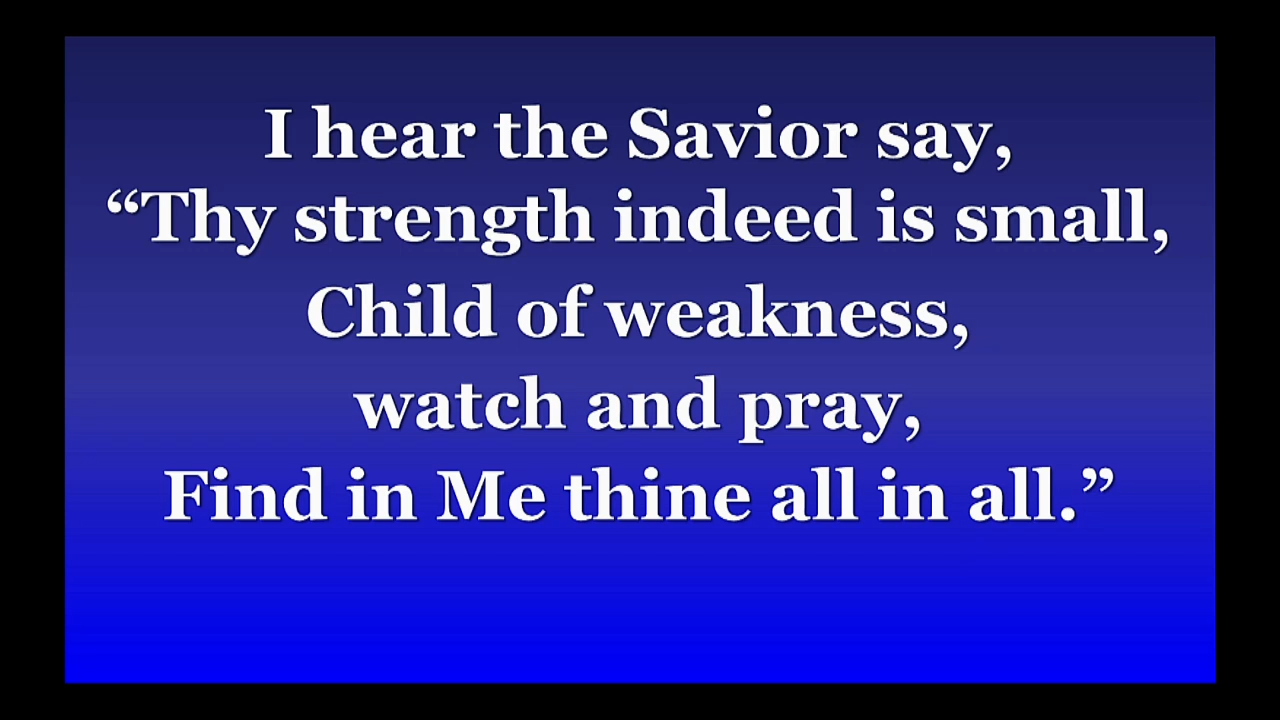 I hear the Savior say,
“Thy strength indeed is small,
Child of weakness,
watch and pray,
Find in Me thine all in all.”